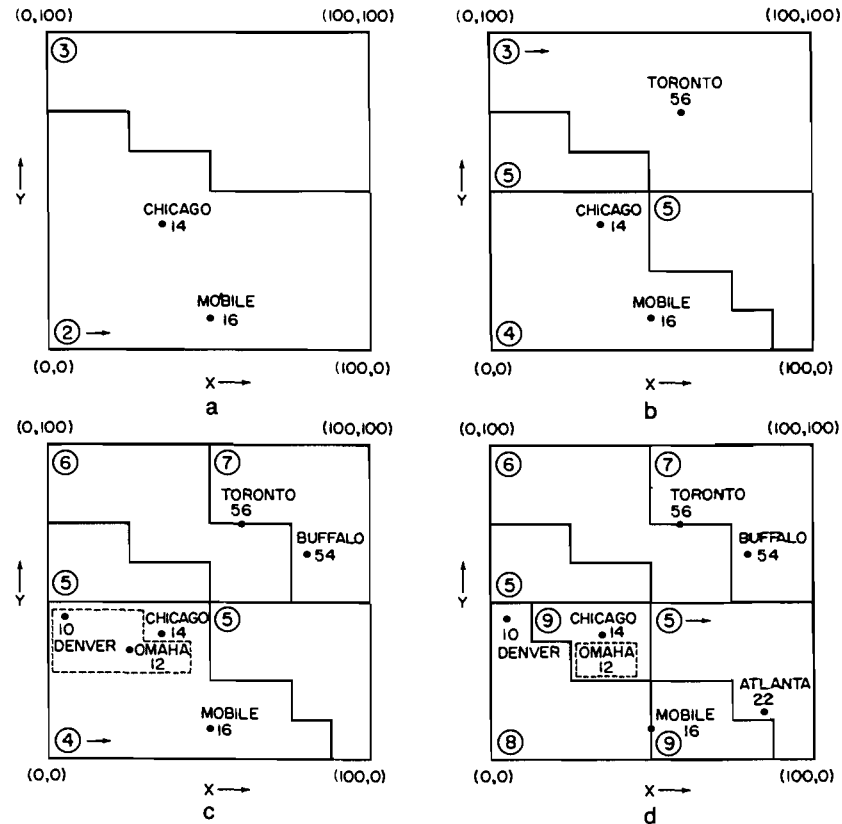 (0,100) (100,100)
③
Y
CHICAGO
14
MOBILE
16
②
(0,0) (100,0)
X
a
(0,100) (100,100)
③
TORONTO
56
⑤
Y
⑤
CHICAGO
14
MOBILE
16
④
(0,0) (100,0)
X
b
(0,100) (100,100)
⑥ ⑦
TORONTO
56
BUFFALO
54
⑤
Y
⑤
CHICAGO
14
10
DENVER
OMAHA
12
MOBILE
16
④
(0,0) (100,0)
X
c
(0,100) (100,100)
⑥ ⑦
TORONTO
56
BUFFALO
54
⑤
Y
⑨ CHICAGO ⑤
14
10
DENVER
OMAHA
12
ATLANTA
22
MOBILE
16
⑧ ⑨
(0,0) (100,0)
X
d